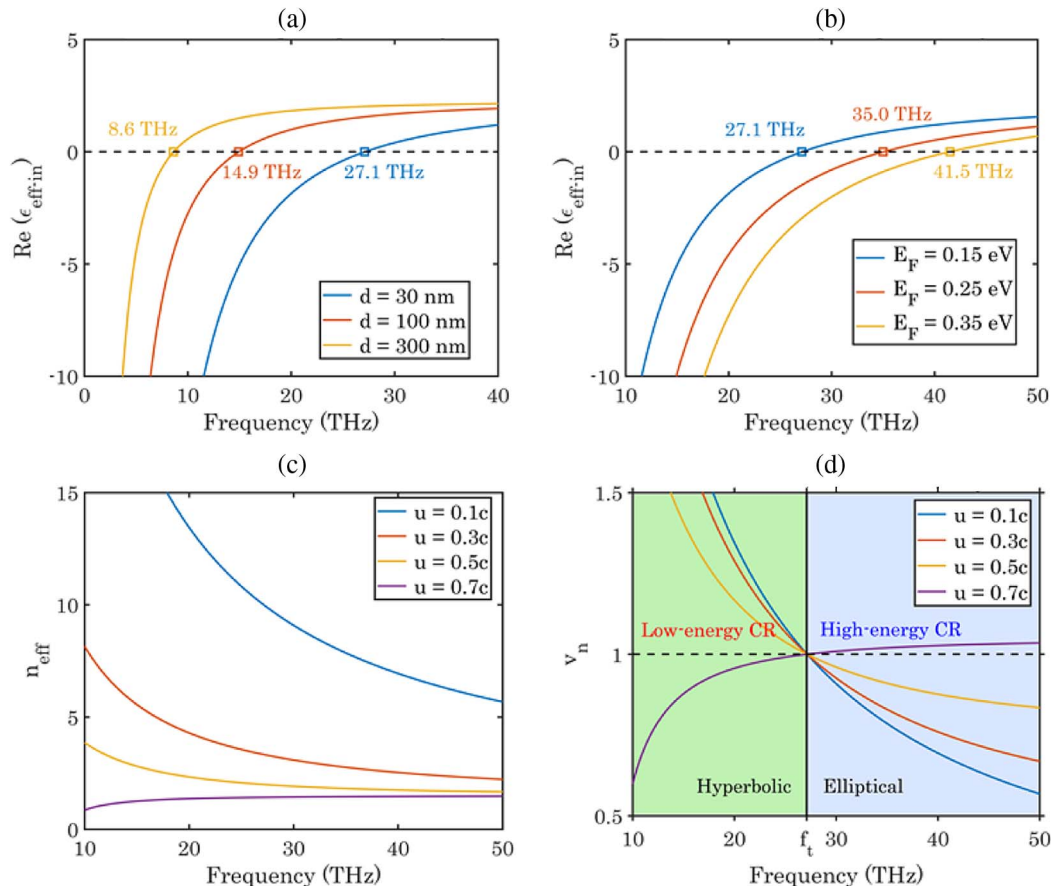 (a)
5
0
-5
-10
Re (ϵeff-in)
8.6 THz
14.9 THz
27.1 THz
d = 30 nm
d = 100 nm
d = 300 nm
0 10 20 30 40
Frequency (THz)
(b)
5
0
-5
-10
Re (ϵeff-in)
27.1 THz
35.0 THz
41.5 THz
EF = 0.15 eV
EF = 0.25 eV
EF = 0.35 eV
10 20 30 40 50
Frequency (THz)
(c)
15
10
5
0
neff
u = 0.1c
u = 0.3c
u = 0.5c
u = 0.7c
10 20 30 40 50
Frequency (THz)
(d)
1.5
1
0.5
vn
u = 0.1c
u = 0.3c
u = 0.5c
u = 0.7c
Low-energy CR
High-energy CR
Hyperbolic
Elliptical
10 20 ft 30 40 50
Frequency (THz)